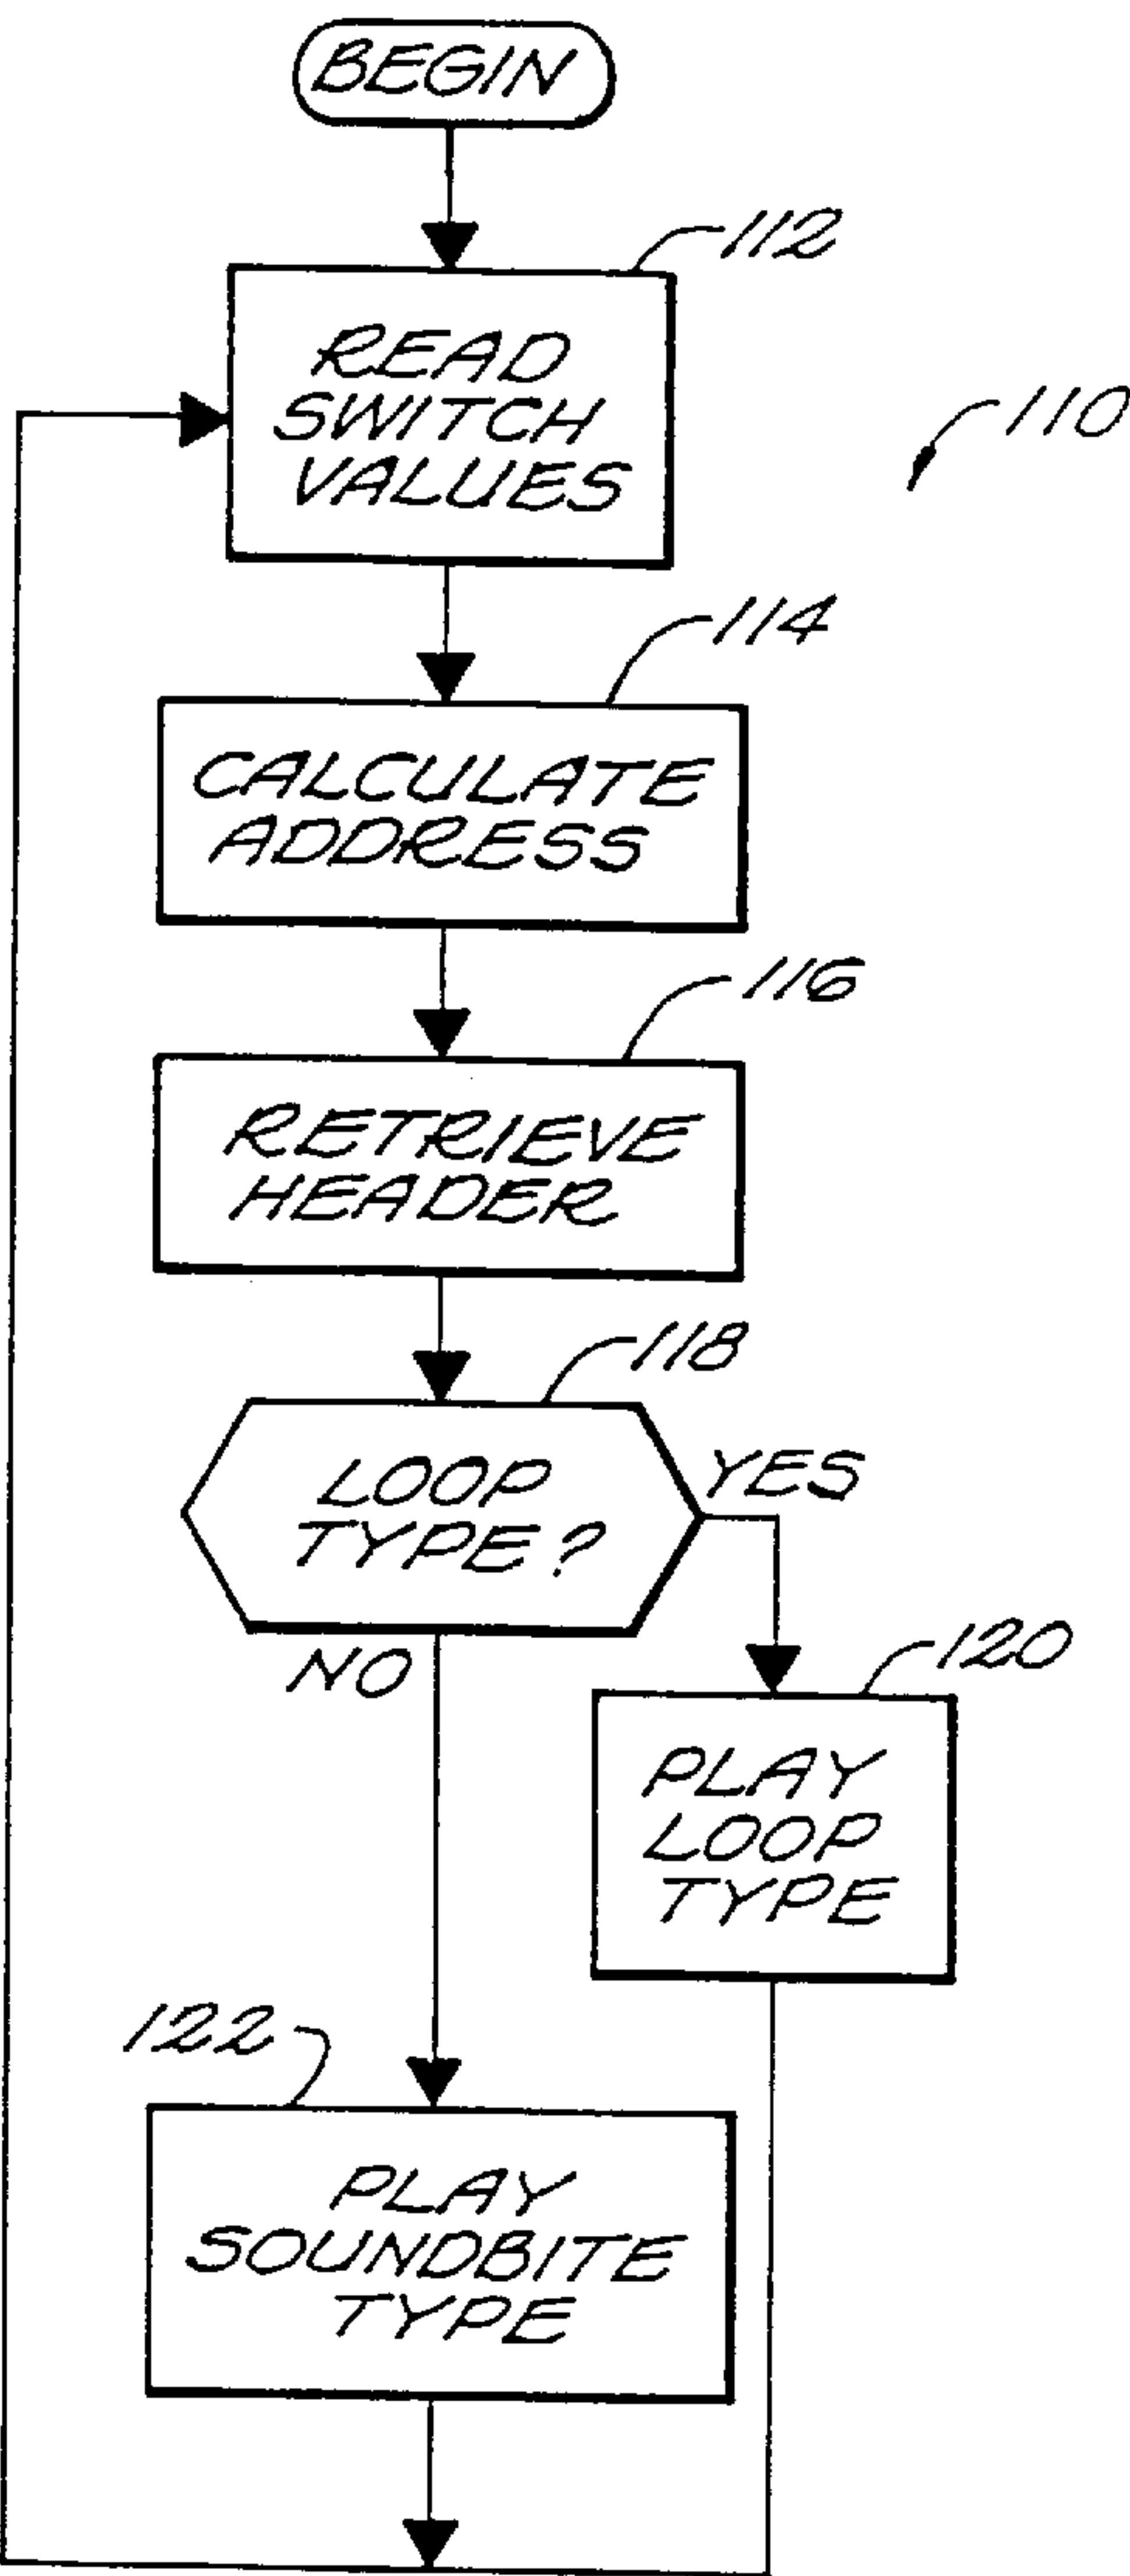 BEGIN
112
READ
SWITCH
VALUES
110
114
CALCULATE
ADDRESS
116
RETRIEVE
HEADER
118
LOOP
TYPE?
YES
NO
120
PLAY
LOOP
TYPE
122
PLAY
SOUNDBITE
TYPE